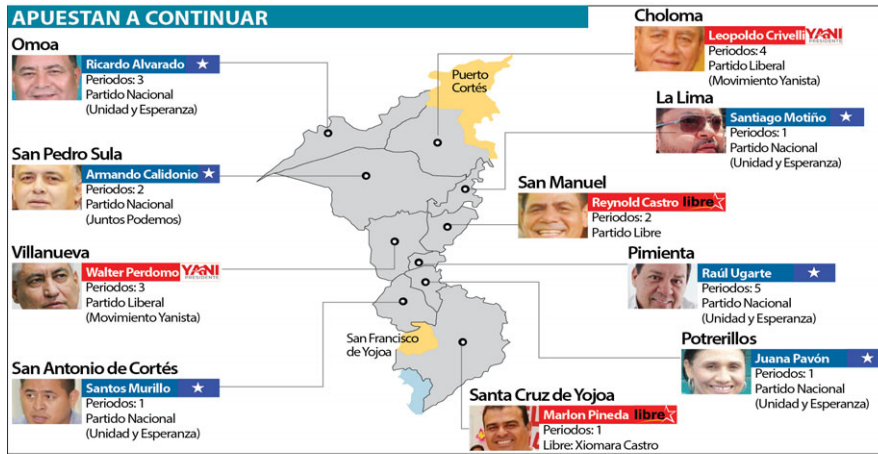 APUESTAN A CONTINUAR
Omoa
Ricardo Alvarado
Periodos: 3
Partido Nacional
(Unidad y Esperanza)
San Pedro Sula
Armando Calidonio
Periodos: 2
Partido Nacional
(Juntos Podemos)
Villanueva
Walter Perdomo YANI
PRESIDENTE
Periodos: 3
Partido Liberal
(Movimiento Yanista)
San Antonio de Cortés
Santos Murillo
Periodos: 1
Partido Nacional
(Unidad y Esperanza)
Puerto
Cortés
San Francisco
de Yojoa
Choloma
Leopoldo Crivelli YANI
PRESIDENTE
Periodos: 4
Partido Liberal
(Movimiento Yanista)
La Lima
Santiago Motiño
Periodos: 1
Partido Nacional
(Unidad y Esperanza)
San Manuel
Reynold Castro libre
Periodos: 2
Partido Libre
Pimienta
Raúl Ugarte
Periodos: 5
Partido Nacional
(Unidad y Esperanza)
Potrerillos
Juana Pavón
Periodos: 1
Partido Nacional
(Unidad y Esperanza)
Santa Cruz de Yojoa
Marlon Pineda libre
Periodos: 1
Libre: Xiomara Castro